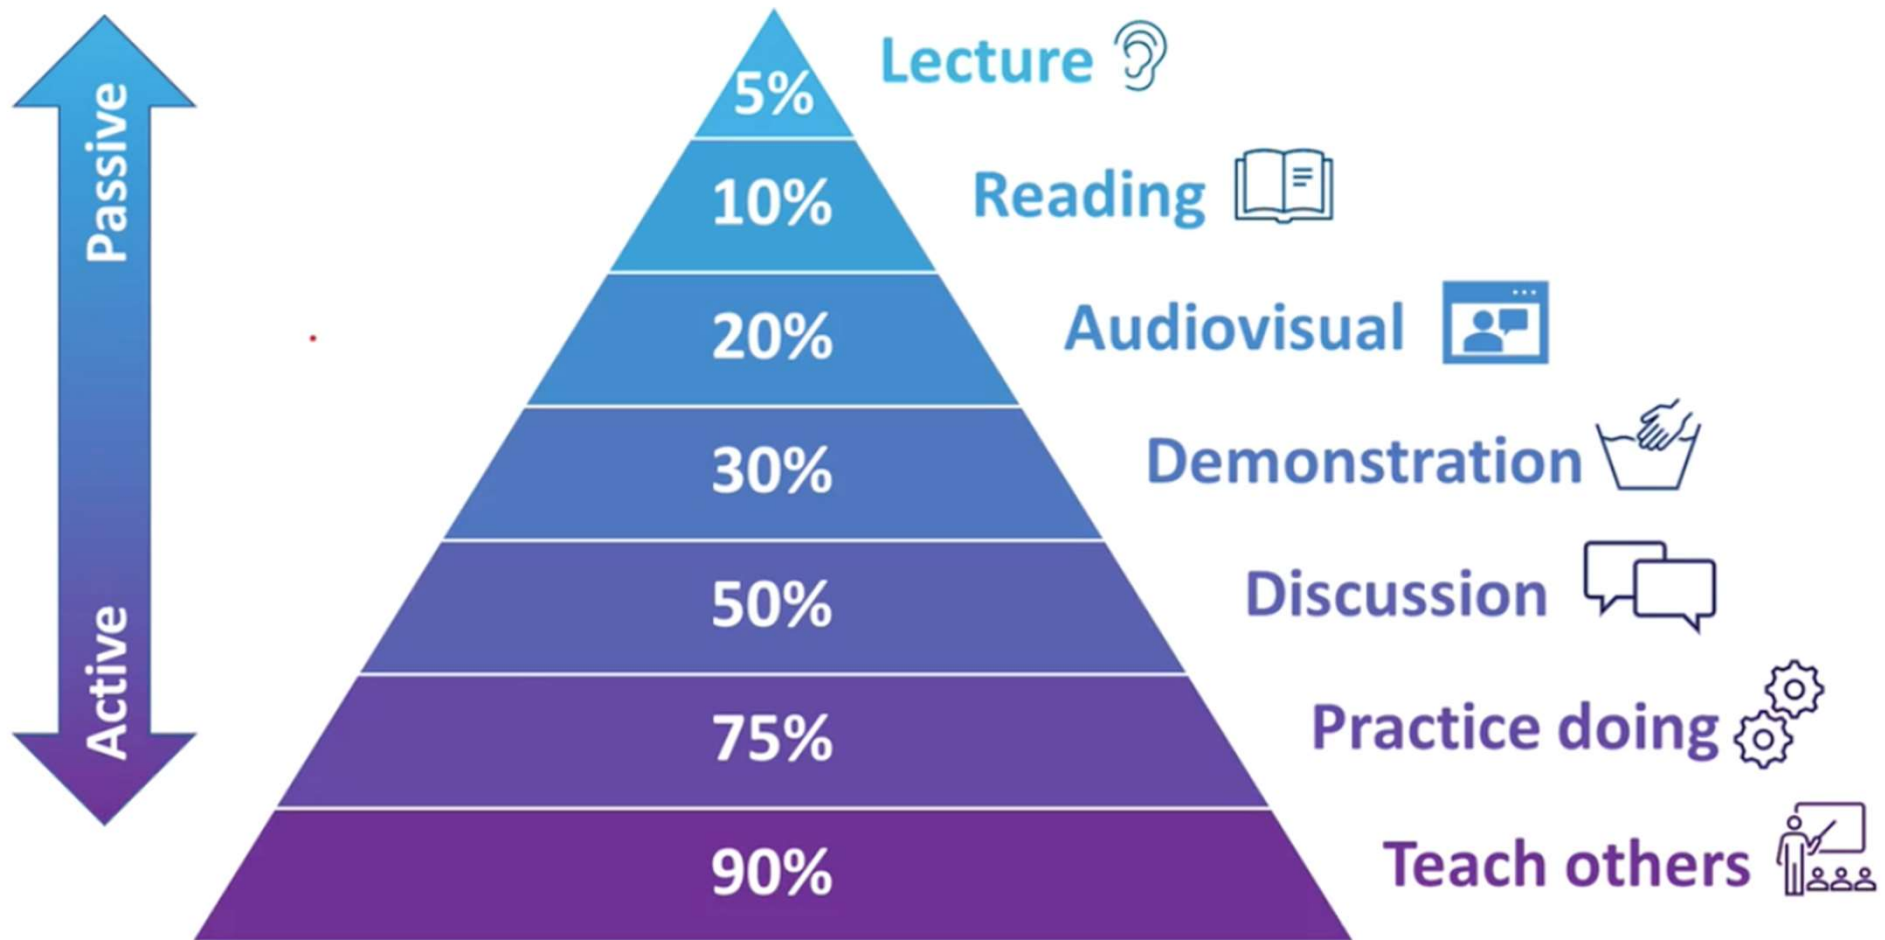 Passive
Active
5%
Lecture
10%
Reading
20%
Audiovisual
30%
Demonstration
50%
Discussion
75%
Practice doing
90%
Teach others